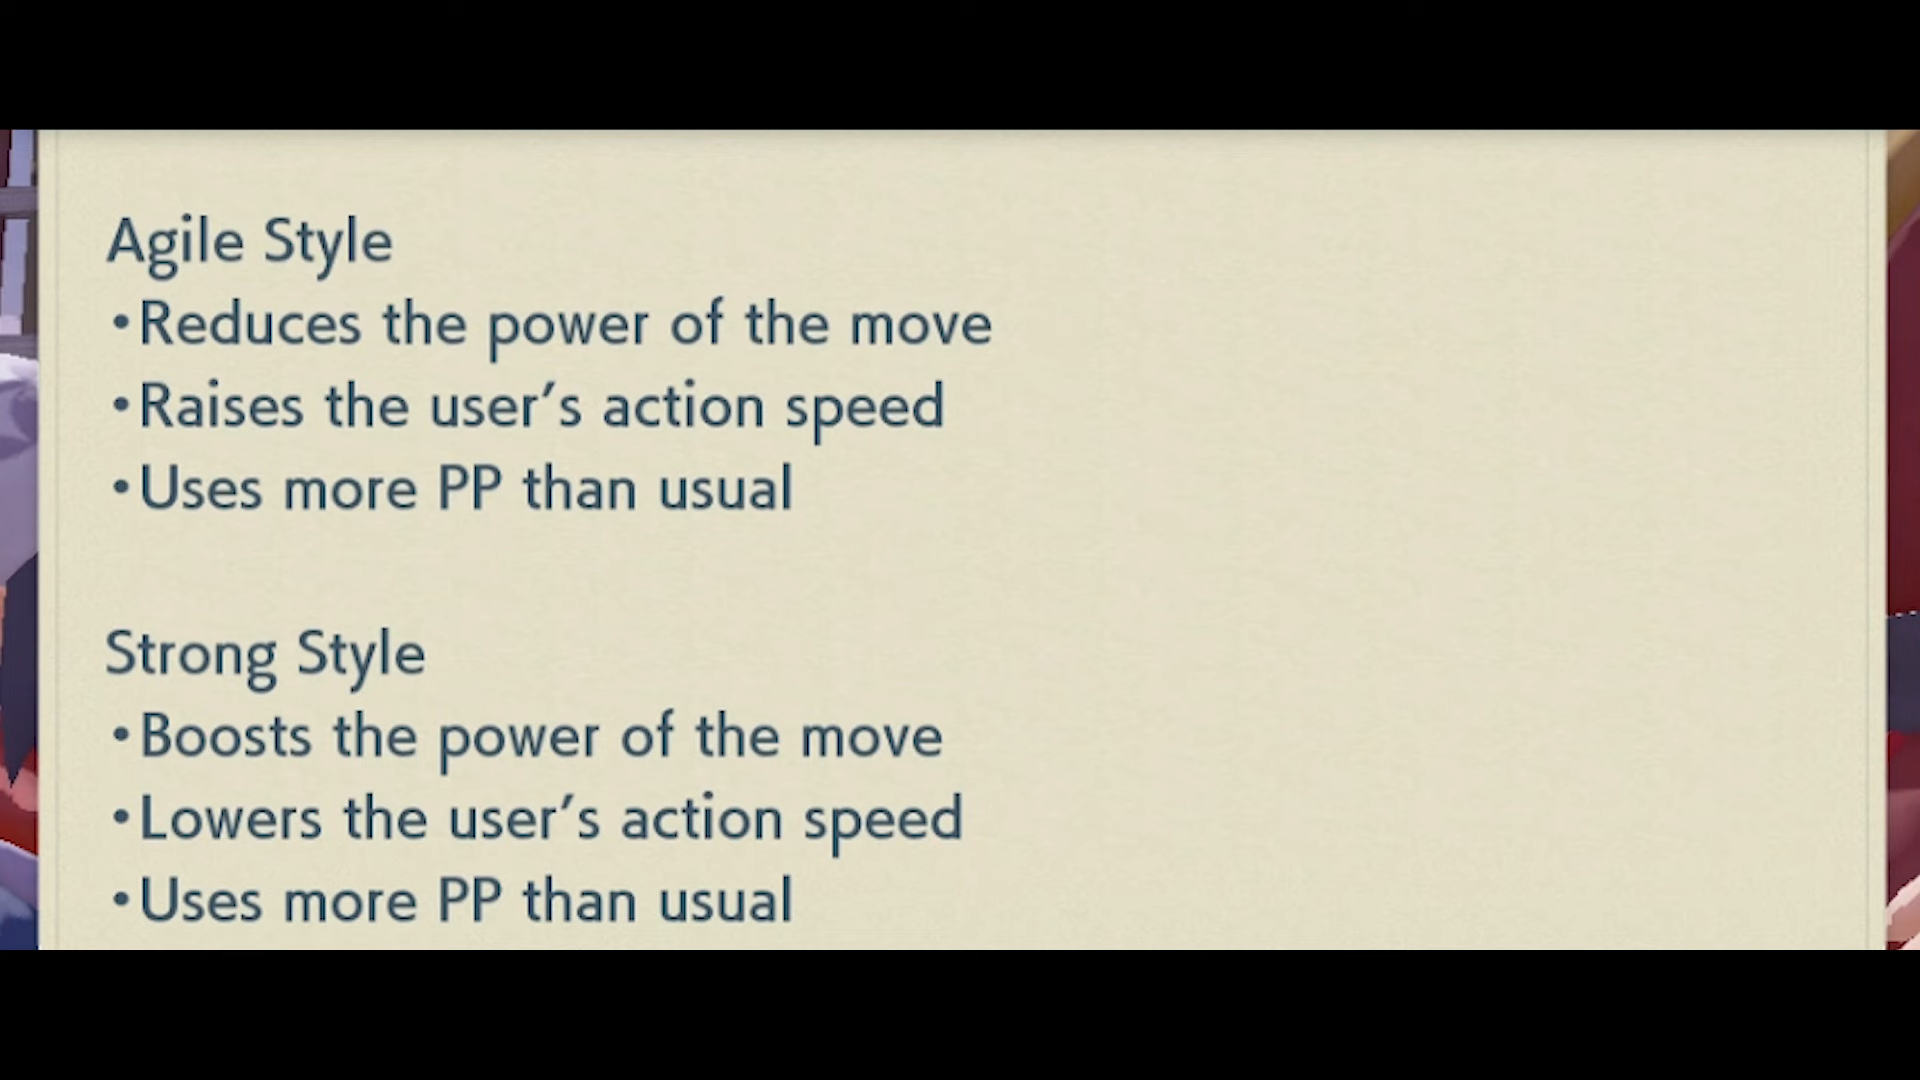 Agile Style
•Reduces the power of the move
•Raises the user’s action speed
•Uses more PP than usual
Strong Style
•Boosts the power of the move
•Lowers the user’s action speed
•Uses more PP than usual